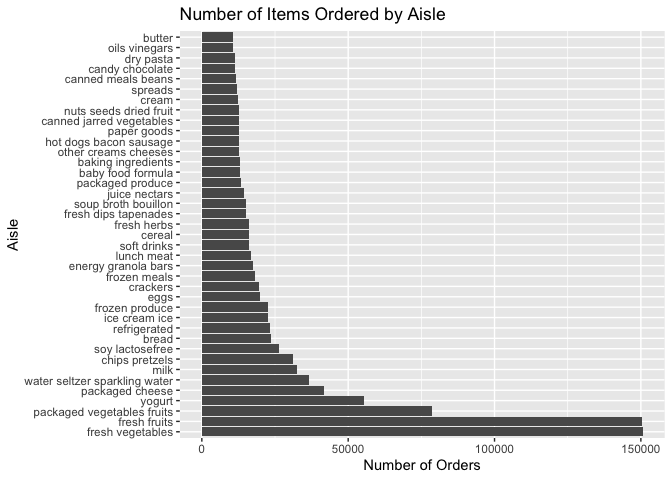 Number of Items Ordered by Aisle
butter
oils vinegars
dry pasta
candy chocolate
canned meals beans
spreads
cream
nuts seeds dried fruit
canned jarred vegetables
paper goods
hot dogs bacon sausage
other creams cheeses
baking ingredients
baby food formula
packaged produce
juice nectars
soup broth bouillon
fresh dips tapenades
fresh herbs
cereal
soft drinks
lunch meat
energy granola bars
frozen meals
crackers
eggs
frozen produce
ice cream ice
refrigerated
bread
soy lactosefree
chips pretzels
milk
water seltzer sparkling water
packaged cheese
yogurt
packaged vegetables fruits
fresh fruits
fresh vegetables
Aisle
0 50000 100000 150000
Number of Orders